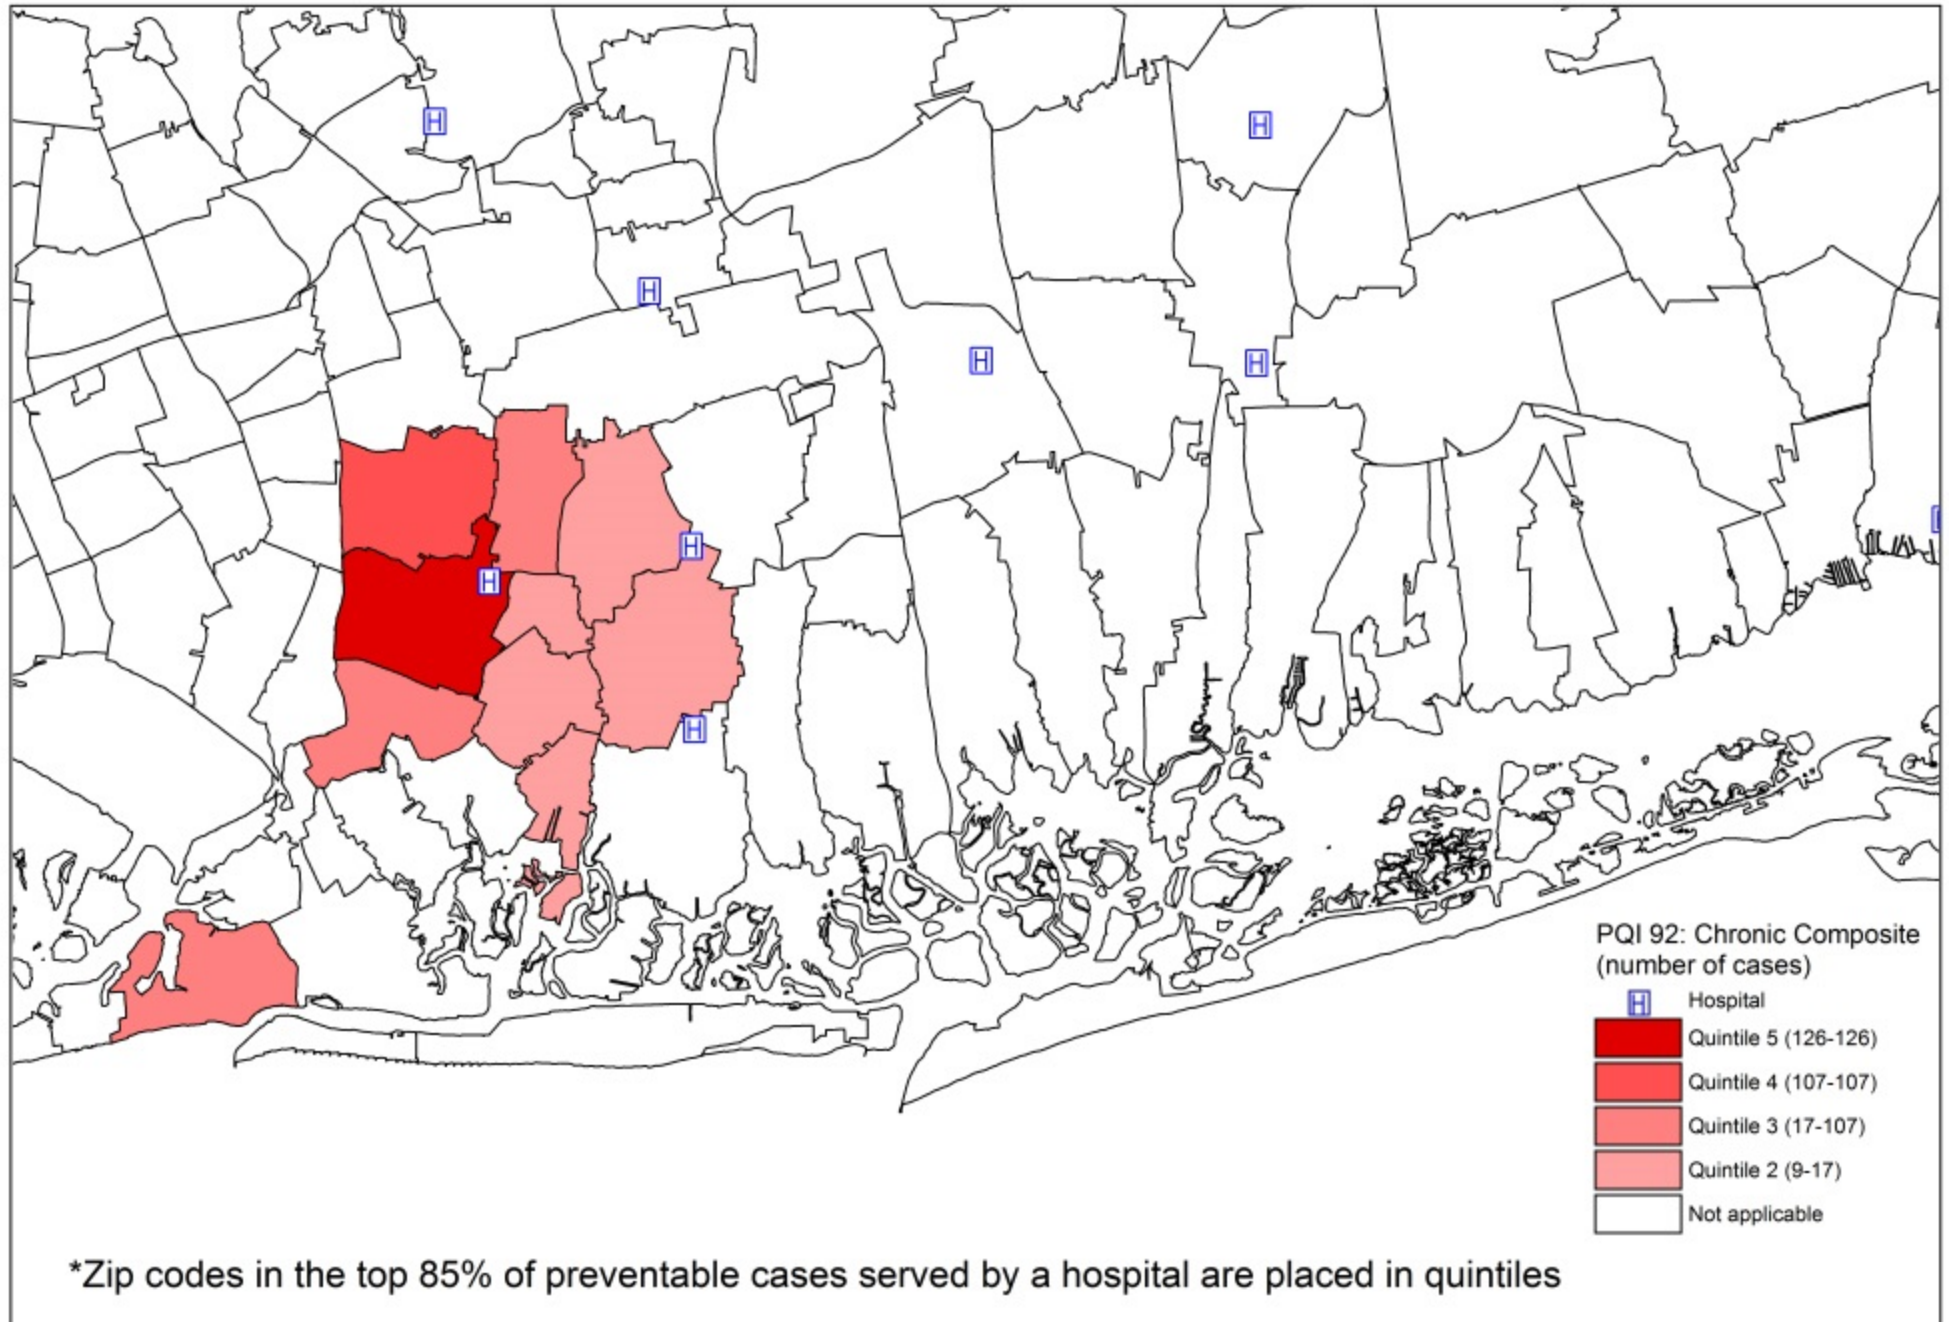 H
H
H
H
H
H
H
H
H
PQI 92: Chronic Composite
(number of cases)
H Hospital
Quintile 5 (126-126)
Quintile 4 (107-107)
Quintile 3 (17-107)
Quintile 2 (9-17)
Not applicable
*Zip codes in the top 85% of preventable cases served by a hospital are placed in quintiles